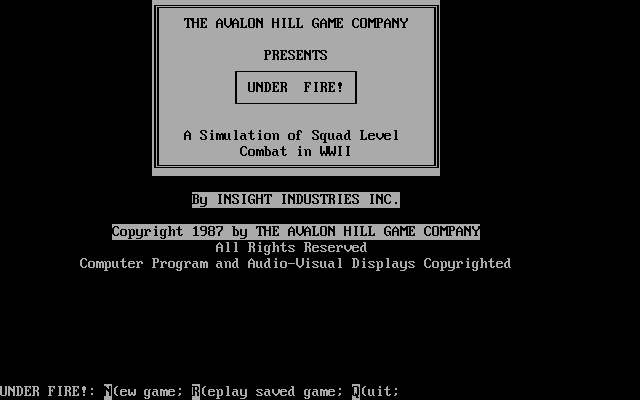 THE AVALON HILL GAME COMPANY
PRESENTS
UNDER FIRE!
A Simulation of Squad Level
Combat in WWII
By INSIGHT INDUSTRIES INC.
Copyright 1987 by THE AVALON HILL GAME COMPANY
All Rights Reserved
Computer Program and Audio-Visual Displays Copyrighted
UNDER FIRE!: N(ew game; R(eplay saved game; Q(uit;